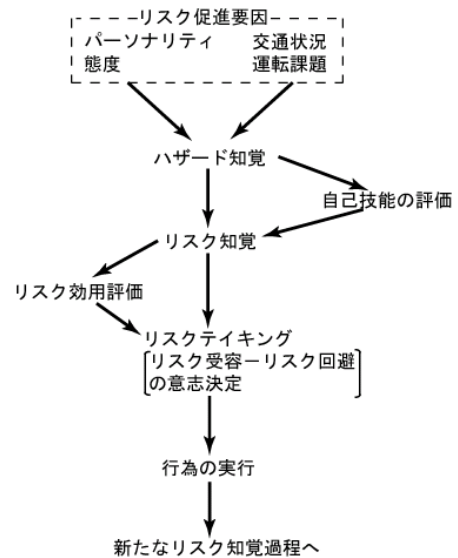 リスク促進要因
パーソナリティ 交通状況
態度 運転課題
ハザード知覚
自己技能の評価
リスク知覚
リスク効用評価
リスクテイキング
リスク受容－リスク回避
の意志決定
行為の実行
新たなリスク知覚過程へ